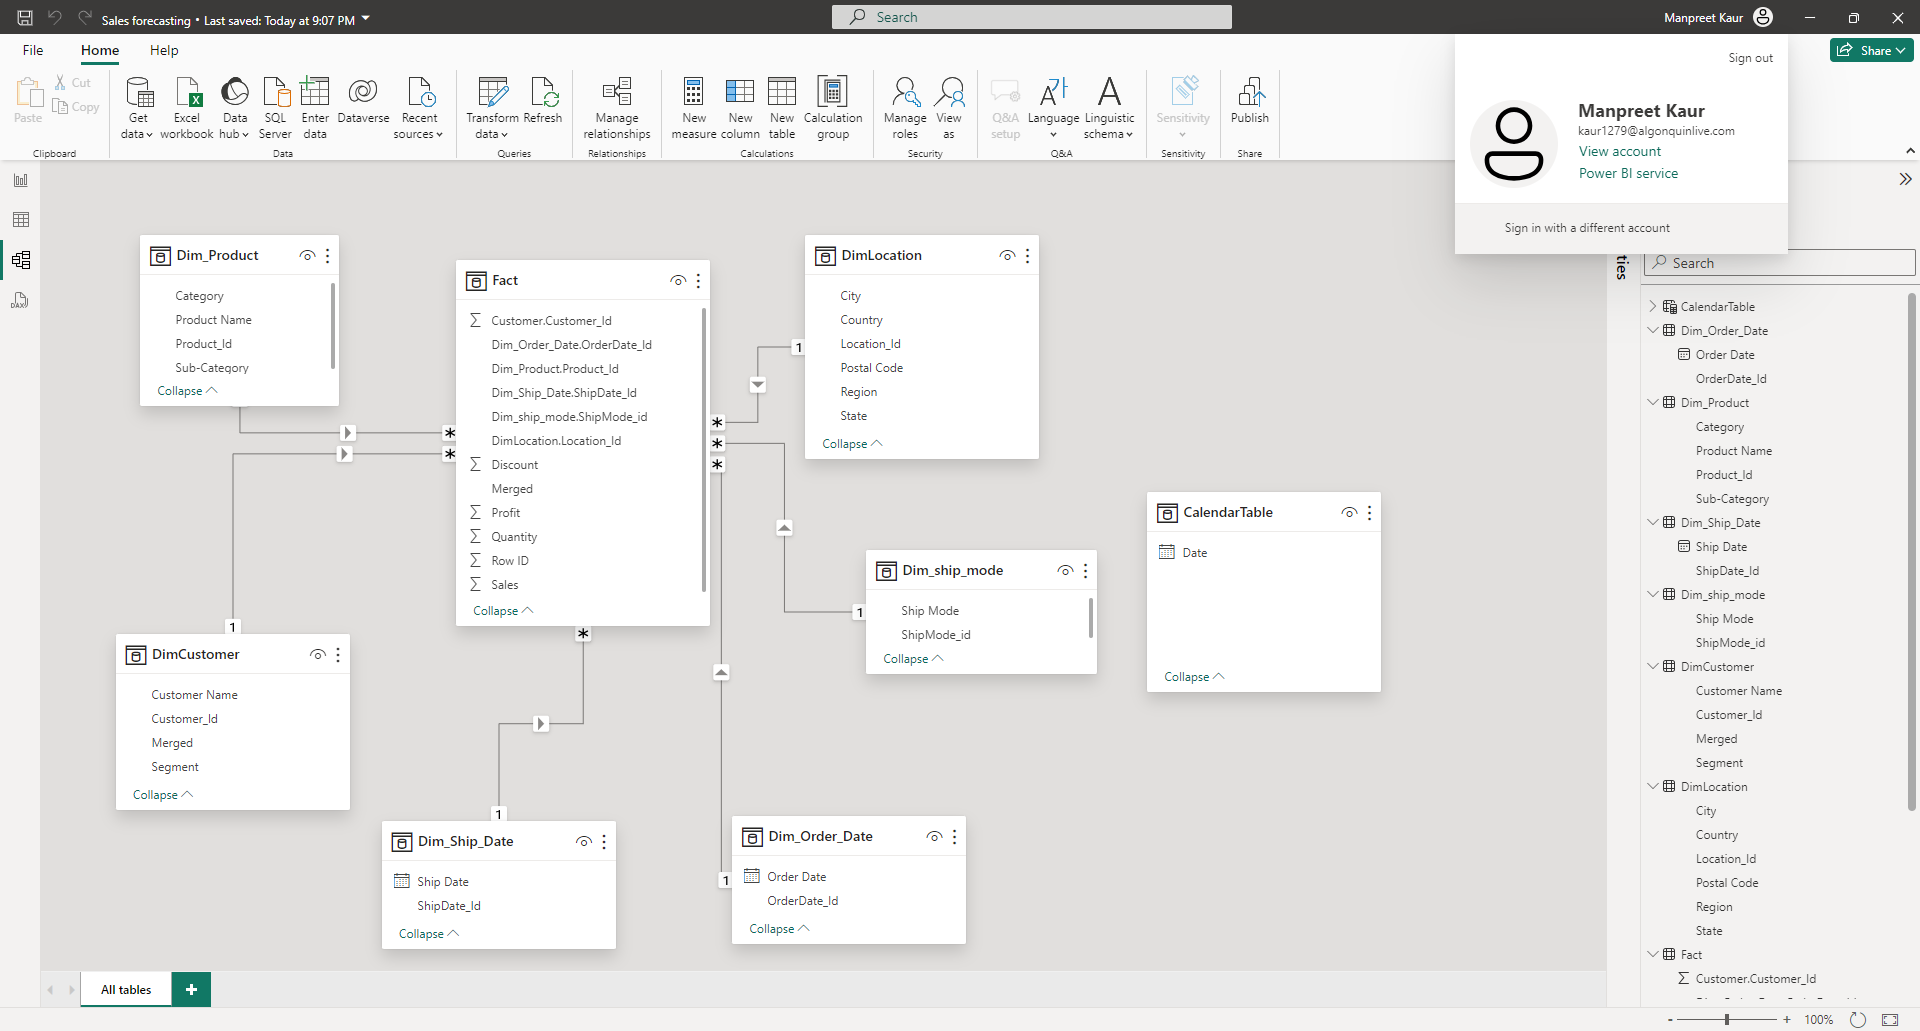 Sales forecasting • Last saved: Today at 9:07 PM
Search
Manpreet Kaur
File
Home
Help
Share
Sign out
Manpreet Kaur
kaur1279@algonquinlive.com
View account
Power BI service
Sign in with a different account
Paste
Cut
Copy
Clipboard
Get data
Excel workbook
Data hub
SQL Server
Enter data
Dataverse
Recent sources
Data
Transform data
Refresh
Queries
Manage relationships
Relationships
New measure
New column
New table
Calculation group
Calculations
Manage roles
View as
Security
Q&A setup
Language
Linguistic schema
Q&A
Sensitivity
Sensitivity
Publish
Share
Dim_Product
Category
Product Name
Product_Id
Sub-Category
Collapse
Fact
Customer.Customer_Id
Dim_Order_Date.OrderDate_Id
Dim_Product.Product_Id
Dim_Ship_Date.ShipDate_Id
Dim_ship_mode.ShipMode_id
DimLocation.Location_Id
Discount
Merged
Profit
Quantity
Row ID
Sales
Collapse
DimLocation
City
Country
Location_Id
Postal Code
Region
State
Collapse
1
*
*
*
*
*
CalendarTable
Date
Collapse
Dim_ship_mode
Ship Mode
ShipMode_id
Collapse
1
DimCustomer
Customer Name
Customer_Id
Merged
Segment
Collapse
1
*
Dim_Ship_Date
Ship Date
ShipDate_Id
Collapse
1
Dim_Order_Date
Order Date
OrderDate_Id
Collapse
1
ties
Search
CalendarTable
Dim_Order_Date
Order Date
OrderDate_Id
Dim_Product
Category
Product Name
Product_Id
Sub-Category
Dim_Ship_Date
Ship Date
ShipDate_Id
Dim_ship_mode
Ship Mode
ShipMode_id
DimCustomer
Customer Name
Customer_Id
Merged
Segment
DimLocation
City
Country
Location_Id
Postal Code
Region
State
Fact
Customer.Customer_Id
All tables
+
- + 100%